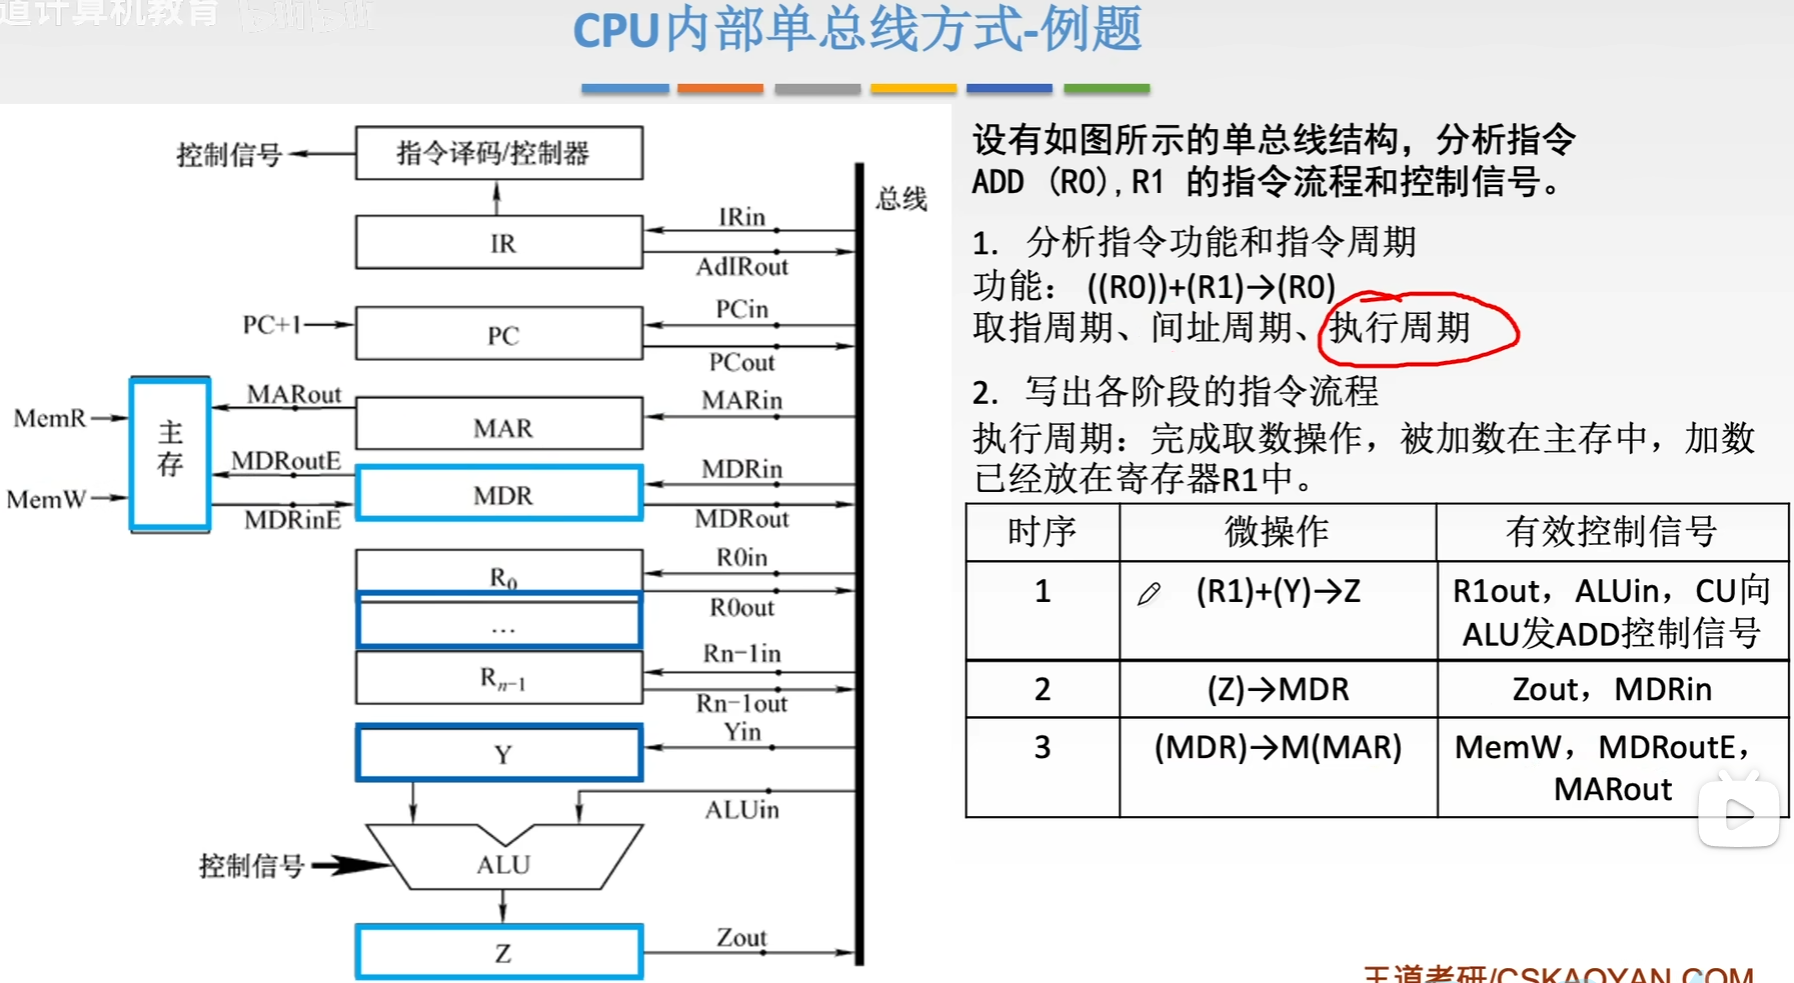 道计算机教育 bilibili
CPU内部单总线方式-例题
控制信号
指令译码/控制器
总线
IRin
IR
AdIRout
PCin
PC+1
PC
PCout
MARout
MARin
MemR
主存
MAR
MDRoutE
MDRin
MemW
MDR
MDRinE
MDRout
R0in
R0
R0out
...
Rn-1in
Rn-1
Rn-1out
Yin
Y
ALUin
控制信号
ALU
Zout
Z
设有如图所示的单总线结构，分析指令
ADD (R0),R1 的指令流程和控制信号。
1. 分析指令功能和指令周期
功能： ((R0))+(R1)→(R0)
取指周期、间址周期、执行周期
2. 写出各阶段的指令流程
执行周期：完成取数操作，被加数在主存中，加数
已经放在寄存器R1中。
时序 微操作 有效控制信号
1 (R1)+(Y)→Z R1out，ALUin，CU向
ALU发ADD控制信号
2 (Z)→MDR Zout，MDRin
3 (MDR)→M(MAR) MemW，MDRoutE，
MARout
王道考研/CSKAOYAN.COM